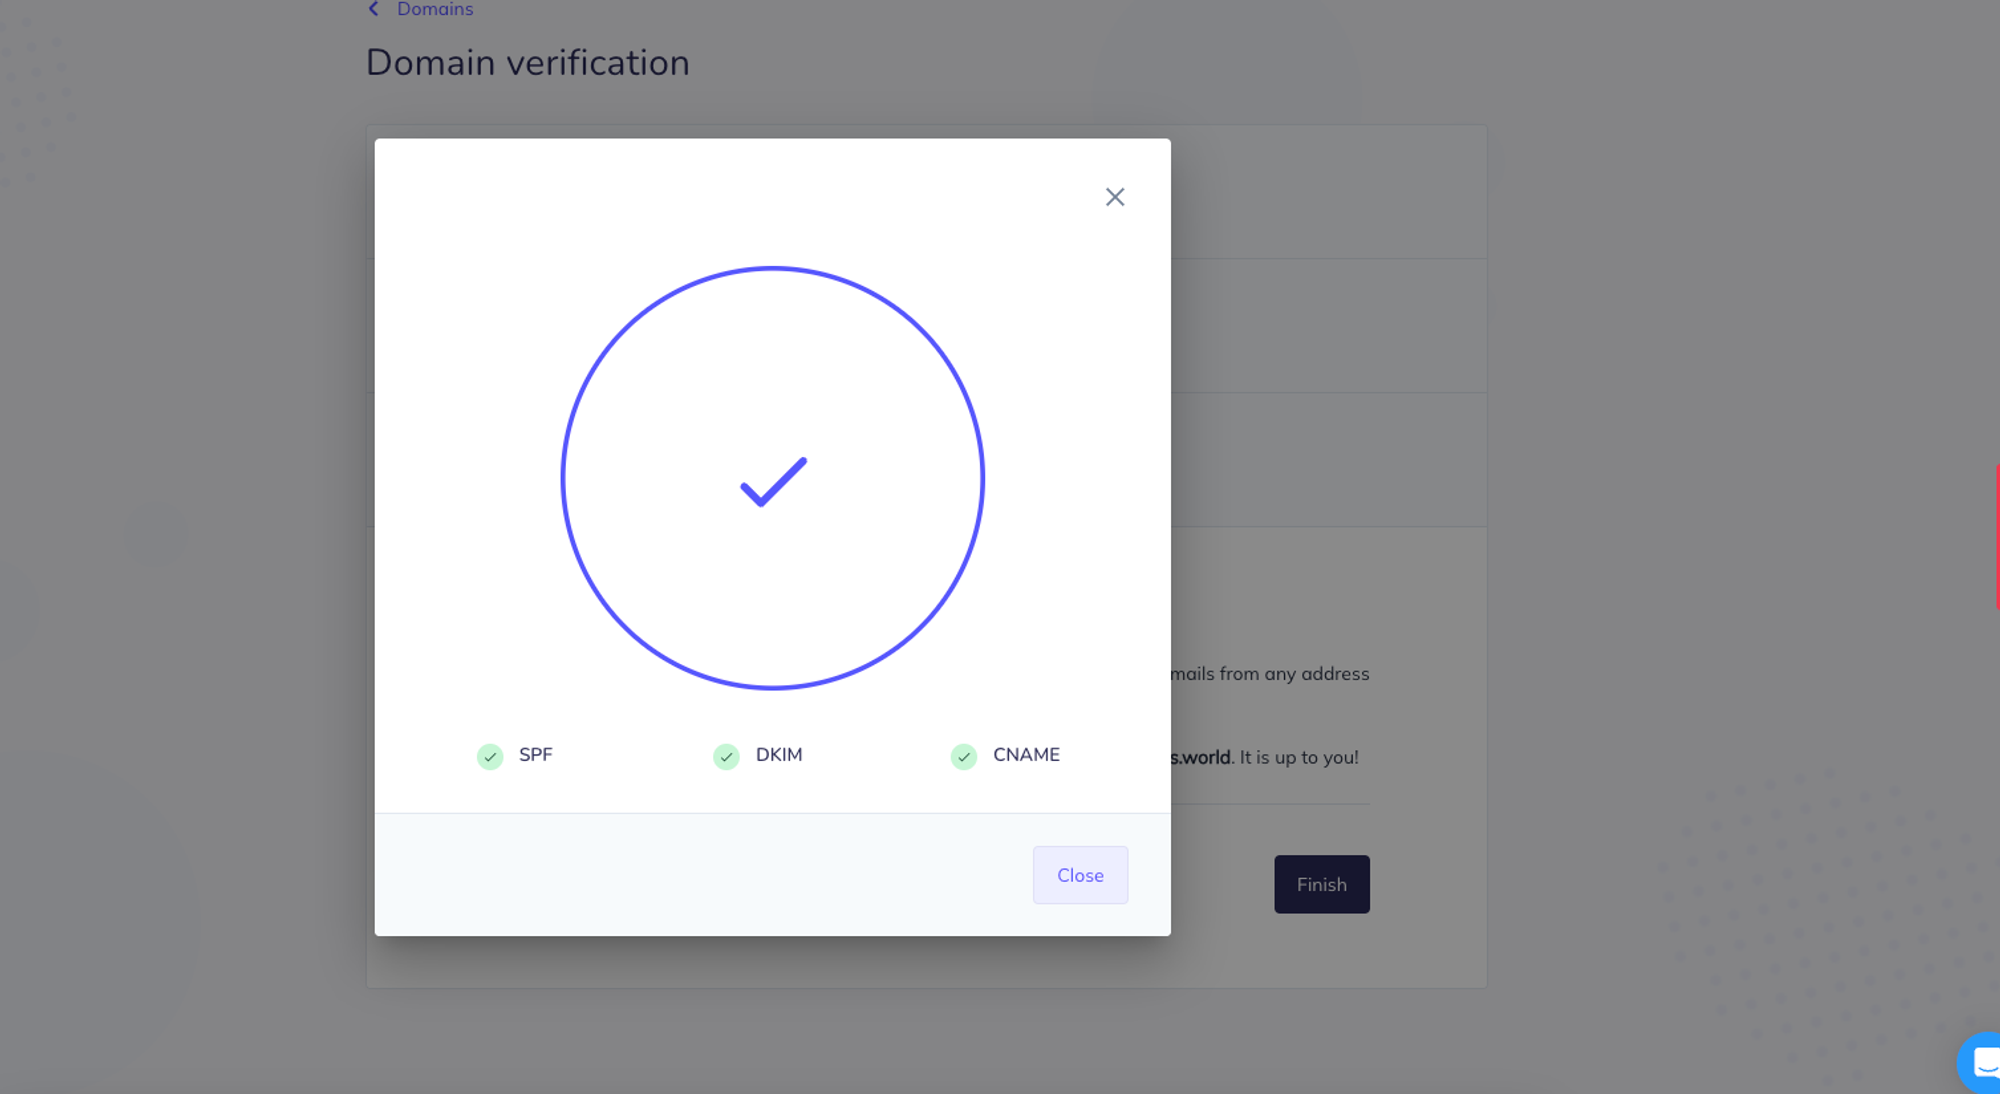 Domains
Domain verification
mails from any address
SPF
DKIM
CNAME
s.world. It is up to you!
Close
Finish